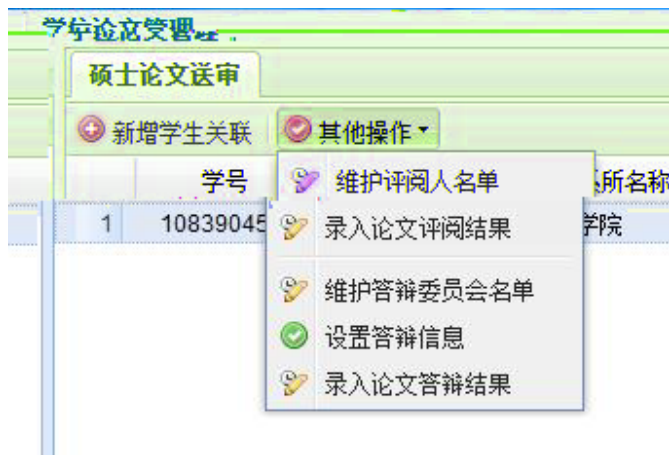 硕士论文送审
新增学生关联 其他操作
学号 所名称
维护评阅人名单
1 10839045 学院
录入论文评阅结果
维护答辩委员会名单
设置答辩信息
录入论文答辩结果